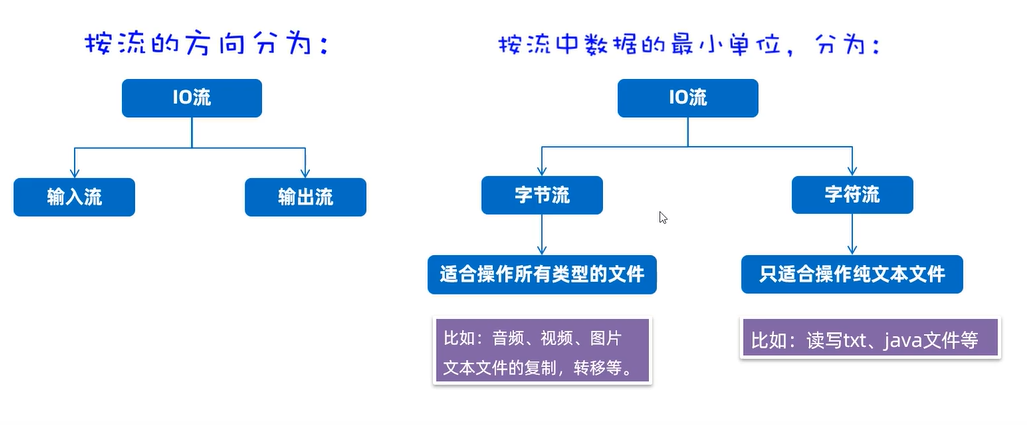 按流的方向分为：
IO流
输入流
输出流
按流中数据的最小单位，分为：
IO流
字节流
字符流
适合操作所有类型的文件
只适合操作纯文本文件
比如：音频、视频、图片
文本文件的复制，转移等。
比如：读写txt、java文件等